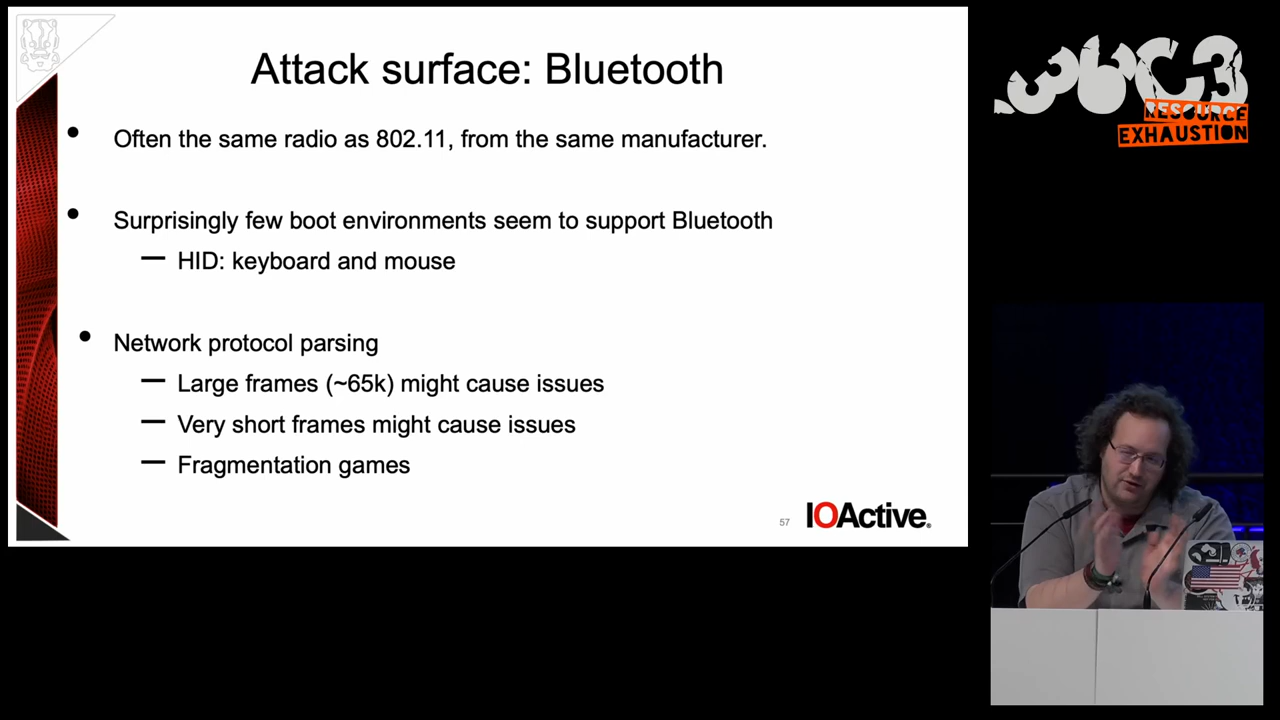 Attack surface: Bluetooth
Often the same radio as 802.11, from the same manufacturer.
Surprisingly few boot environments seem to support Bluetooth
HID: keyboard and mouse
Network protocol parsing
Large frames (~65k) might cause issues
Very short frames might cause issues
Fragmentation games
57
IOActive.
36C3
RESOURCE
EXHAUSTION